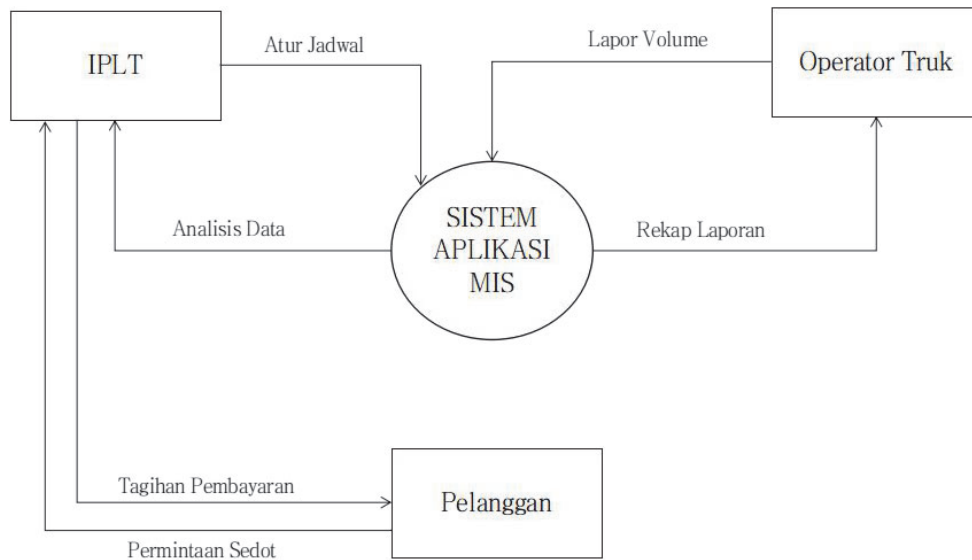 IPLT
Atur Jadwal
Lapor Volume
Operator Truk
Analisis Data
SISTEM
APLIKASI
MIS
Rekap Laporan
Tagihan Pembayaran
Pelanggan
Permintaan Sedot